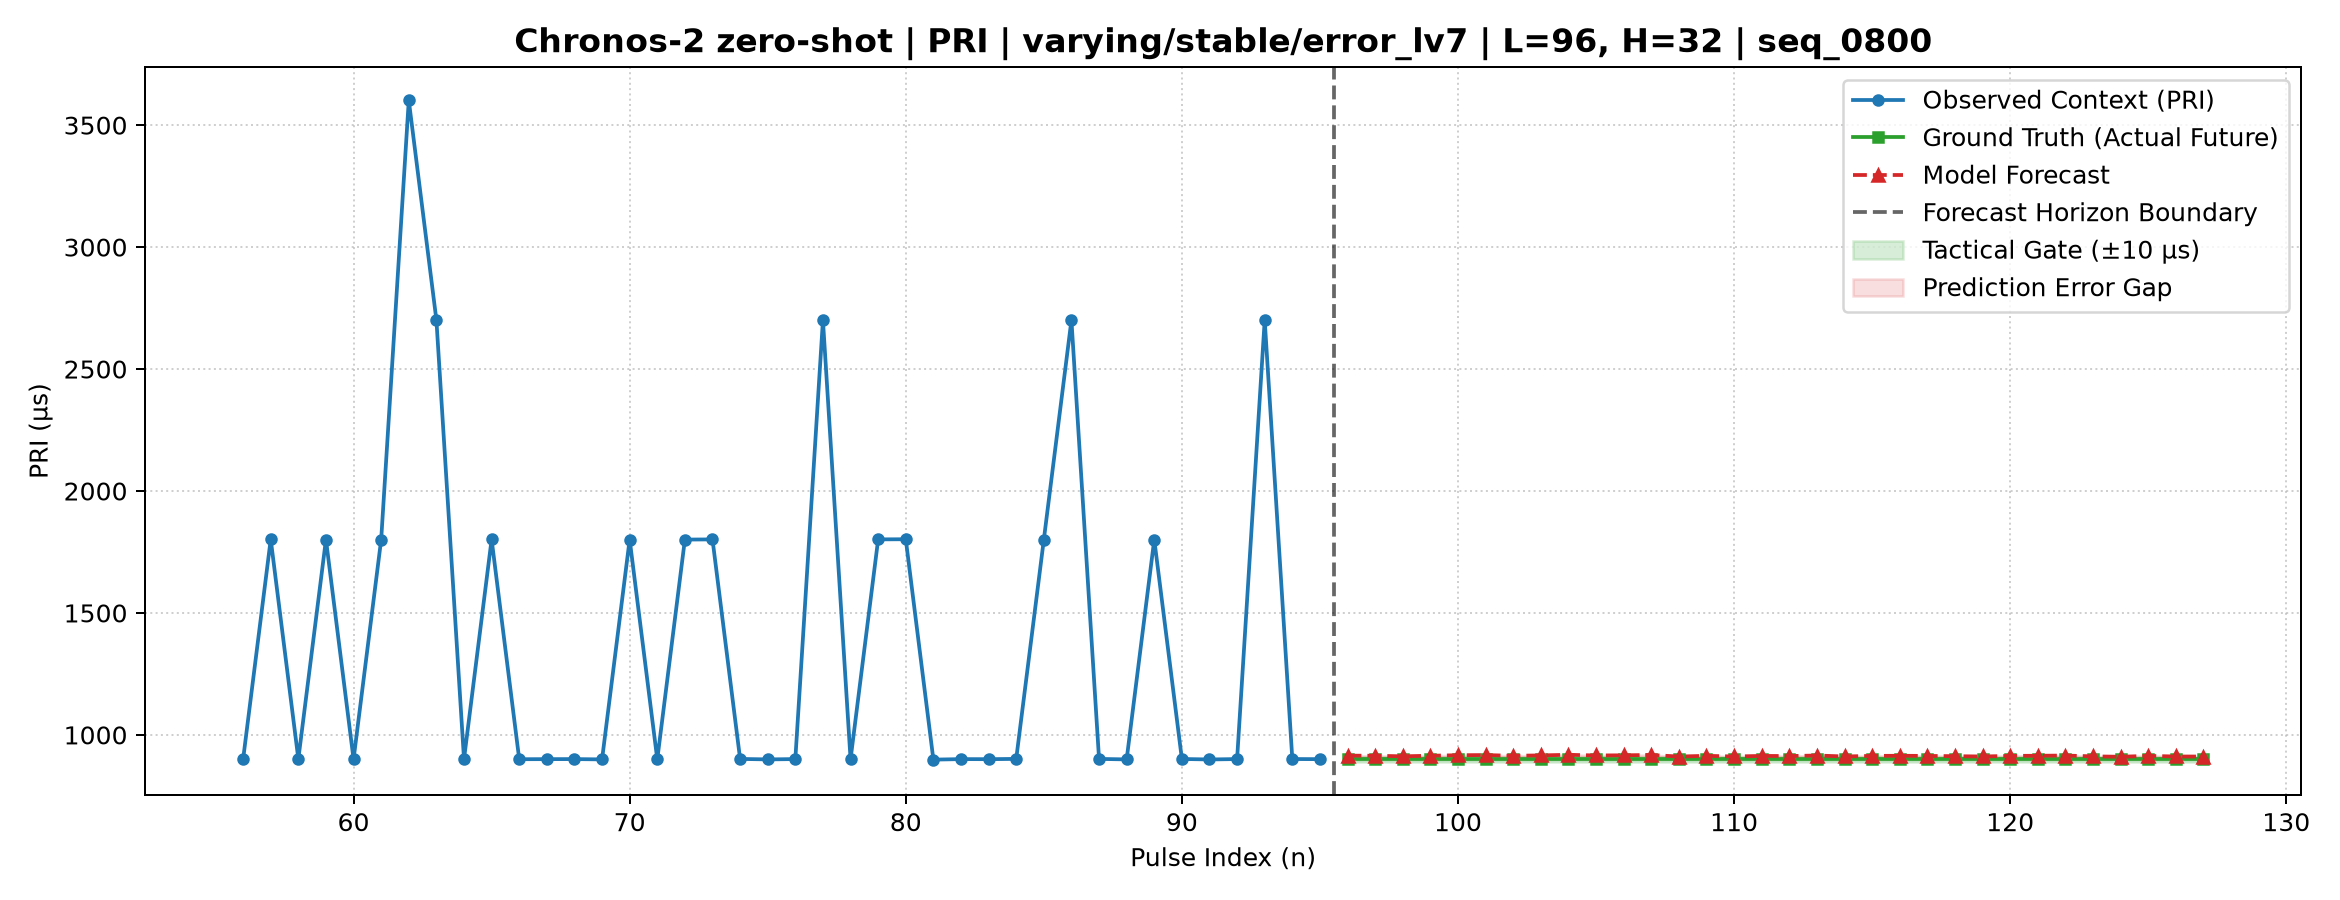 Chronos-2 zero-shot | PRI | varying/stable/error_lv7 | L=96, H=32 | seq_0800
Observed Context (PRI)
Ground Truth (Actual Future)
Model Forecast
Forecast Horizon Boundary
Tactical Gate (±10 µs)
Prediction Error Gap
PRI (µs)
3500
3000
2500
2000
1500
1000
60 70 80 90 100 110 120 130
Pulse Index (n)